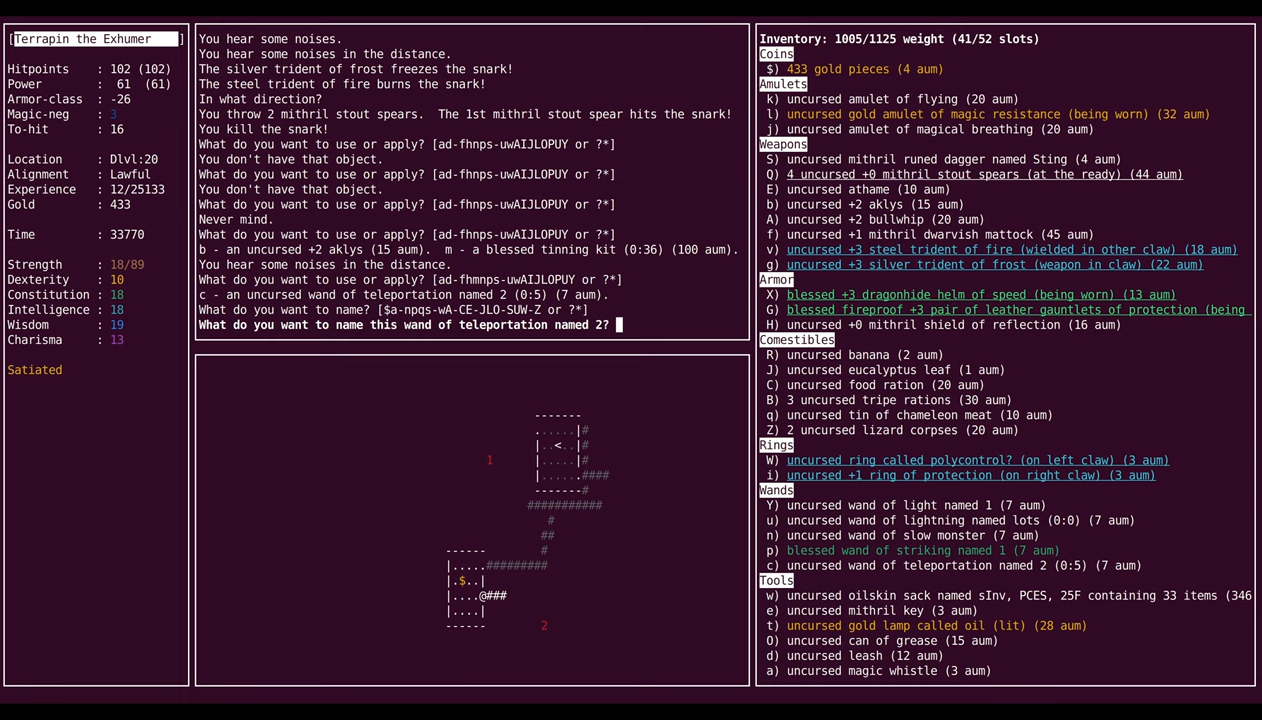 [Terrapin the Exhumer ]
Hitpoints : 102 (102)
Power : 61 (61)
Armor-class : -26
Magic-neg : 3
To-hit : 16
Location : Dlvl:20
Alignment : Lawful
Experience : 12/25133
Gold : 433
Time : 33770
Strength : 18/89
Dexterity : 10
Constitution : 18
Intelligence : 18
Wisdom : 19
Charisma : 13
Satiated
You hear some noises.
You hear some noises in the distance.
The silver trident of frost freezes the snark!
The steel trident of fire burns the snark!
In what direction?
You throw 2 mithril stout spears.  The 1st mithril stout spear hits the snark!
You kill the snark!
What do you want to use or apply? [ad-fhnps-uwAIJLOPUY or ?*]
You don't have that object.
What do you want to use or apply? [ad-fhnps-uwAIJLOPUY or ?*]
You don't have that object.
What do you want to use or apply? [ad-fhnps-uwAIJLOPUY or ?*]
Never mind.
What do you want to use or apply? [ad-fhnps-uwAIJLOPUY or ?*]
b - an uncursed +2 aklys (15 aum).  m - a blessed tinning kit (0:36) (100 aum).
You hear some noises in the distance.
What do you want to use or apply? [ad-fhmnps-uwAIJLOPUY or ?*]
c - an uncursed wand of teleportation named 2 (0:5) (7 aum).
What do you want to name? [$a-npqs-wA-CE-JLO-SUW-Z or ?*]
What do you want to name this wand of teleportation named 2?
-------
.....|#
|..<..|#
1 |.....|#
|......####
-------#
###########
#
##
------ #
|.....#########
|.$..|
|....@###
|....|
------ 2
Inventory: 1005/1125 weight (41/52 slots)
Coins
$) 433 gold pieces (4 aum)
Amulets
k) uncursed amulet of flying (20 aum)
l) uncursed gold amulet of magic resistance (being worn) (32 aum)
j) uncursed amulet of magical breathing (20 aum)
Weapons
S) uncursed mithril runed dagger named Sting (4 aum)
Q) 4 uncursed +0 mithril stout spears (at the ready) (44 aum)
E) uncursed athame (10 aum)
b) uncursed +2 aklys (15 aum)
A) uncursed +2 bullwhip (20 aum)
f) uncursed +1 mithril dwarvish mattock (45 aum)
v) uncursed +3 steel trident of fire (wielded in other claw) (18 aum)
g) uncursed +3 silver trident of frost (weapon in claw) (22 aum)
Armor
X) blessed +3 dragonhide helm of speed (being worn) (13 aum)
G) blessed fireproof +3 pair of leather gauntlets of protection (being
H) uncursed +0 mithril shield of reflection (16 aum)
Comestibles
R) uncursed banana (2 aum)
J) uncursed eucalyptus leaf (1 aum)
C) uncursed food ration (20 aum)
B) 3 uncursed tripe rations (30 aum)
q) uncursed tin of chameleon meat (10 aum)
Z) 2 uncursed lizard corpses (20 aum)
Rings
W) uncursed ring called polycontrol? (on left claw) (3 aum)
i) uncursed +1 ring of protection (on right claw) (3 aum)
Wands
Y) uncursed wand of light named 1 (7 aum)
u) uncursed wand of lightning named lots (0:0) (7 aum)
n) uncursed wand of slow monster (7 aum)
p) blessed wand of striking named 1 (7 aum)
c) uncursed wand of teleportation named 2 (0:5) (7 aum)
Tools
w) uncursed oilskin sack named sInv, PCES, 25F containing 33 items (346
e) mithril key (3 aum)
t) uncursed gold lamp called oil (lit) (28 aum)
O) uncursed can of grease (15 aum)
d) uncursed leash (12 aum)
a) uncursed magic whistle (3 aum)